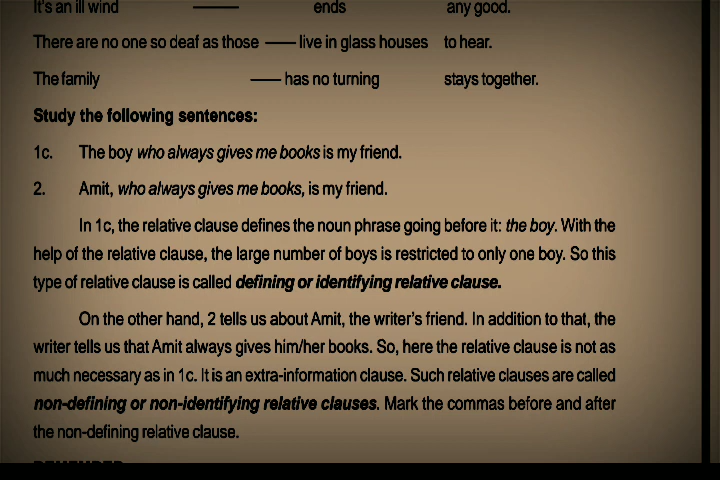 It's an ill wind ——— ends any good.
There are no one so deaf as those —— live in glass houses to hear.
The family —— has no turning stays together.
Study the following sentences:
1c. The boy who always gives me books is my friend.
2. Amit, who always gives me books, is my friend.
In 1c, the relative clause defines the noun phrase going before it: the boy. With the
help of the relative clause, the large number of boys is restricted to only one boy. So this
type of relative clause is called defining or identifying relative clause.
On the other hand, 2 tells us about Amit, the writer's friend. In addition to that, the
writer tells us that Amit always gives him/her books. So, here the relative clause is not as
much necessary as in 1c. It is an extra-information clause. Such relative clauses are called
non-defining or non-identifying relative clauses. Mark the commas before and after
the non-defining relative clause.